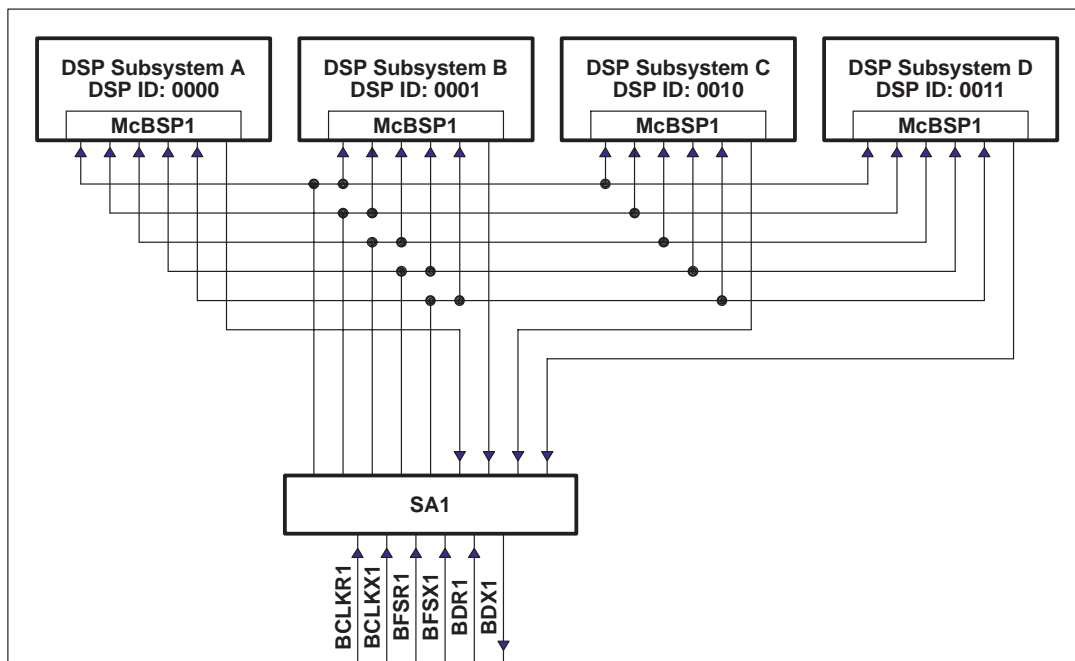 DSP Subsystem A
DSP ID: 0000
McBSP1
DSP Subsystem B
DSP ID: 0001
McBSP1
DSP Subsystem C
DSP ID: 0010
McBSP1
DSP Subsystem D
DSP ID: 0011
McBSP1
SA1
BCLKR1
BCLKX1
BFSR1
BFSX1
BDR1
BDX1